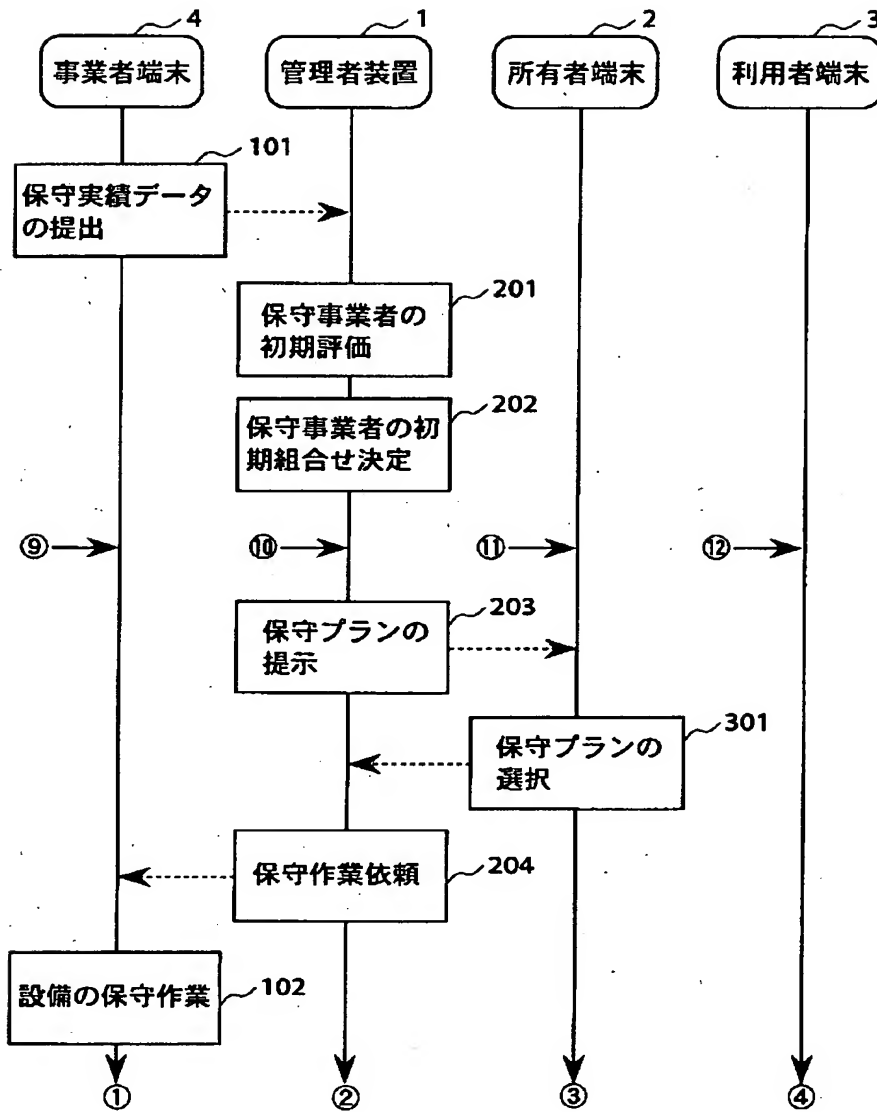 4
1
2
3
事業者端末
管理者装置
所有者端末
利用者端末
101
保守実績データ
の提出
201
保守事業者の
初期評価
202
保守事業者の初
期組合せ決定
⑨
⑩
⑪
⑫
203
保守プランの
提示
301
保守プランの
選択
保守作業依頼
204
設備の保守作業
102
①
②
③
④